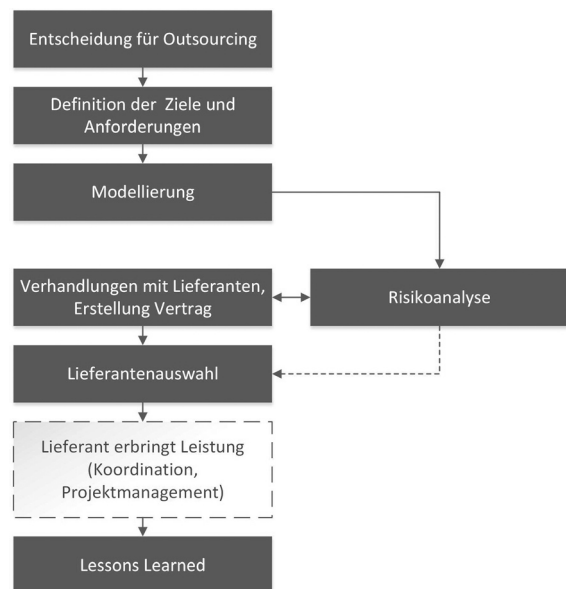 Entscheidung für Outsourcing
Definition der Ziele und
Anforderungen
Modellierung
Verhandlungen mit Lieferanten,
Erstellung Vertrag
Risikoanalyse
Lieferantenauswahl
Lieferant erbringt Leistung
(Koordination,
Projektmanagement)
Lessons Learned